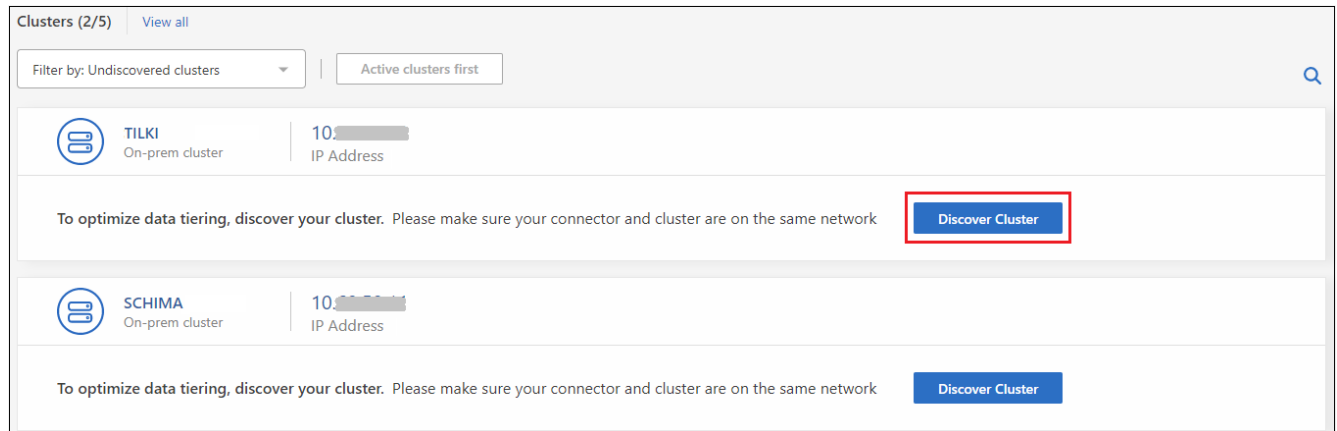 Clusters (2/5) View all
Filter by: Undiscovered clusters Active clusters first
TILKI 10.
On-prem cluster IP Address
To optimize data tiering, discover your cluster. Please make sure your connector and cluster are on the same network Discover Cluster
SCHIMA 10.
On-prem cluster IP Address
To optimize data tiering, discover your cluster. Please make sure your connector and cluster are on the same network Discover Cluster